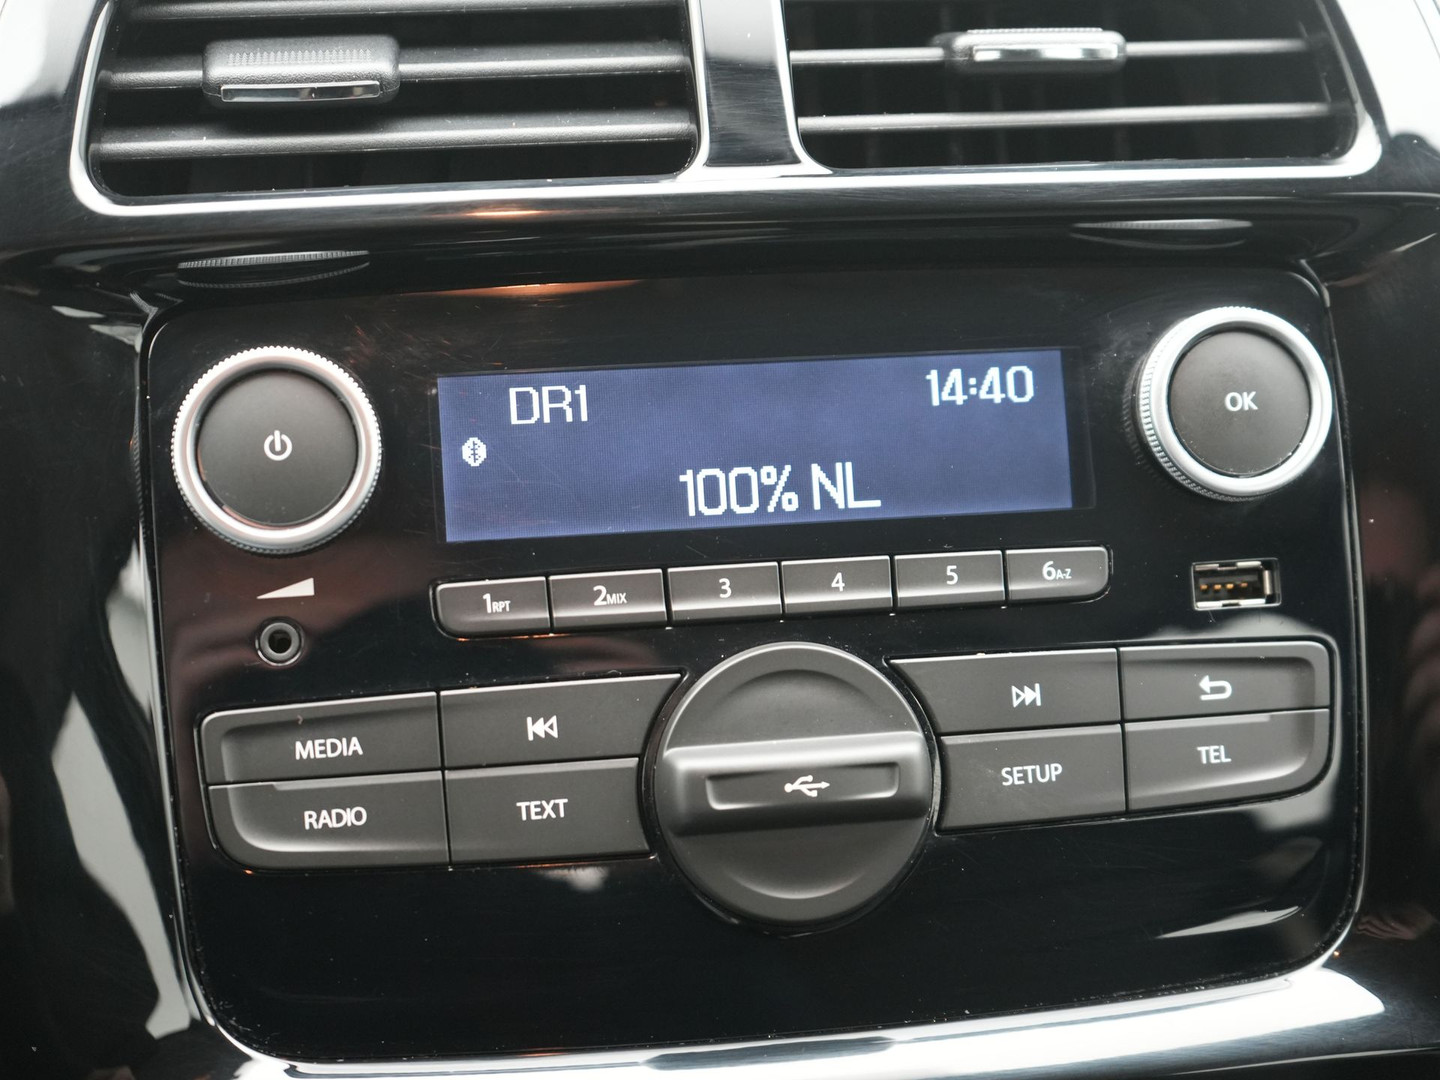 DR1 14:40
100% NL
OK
1RPT 2MIX 3 4 5 6A-Z
MEDIA
RADIO TEXT
SETUP TEL